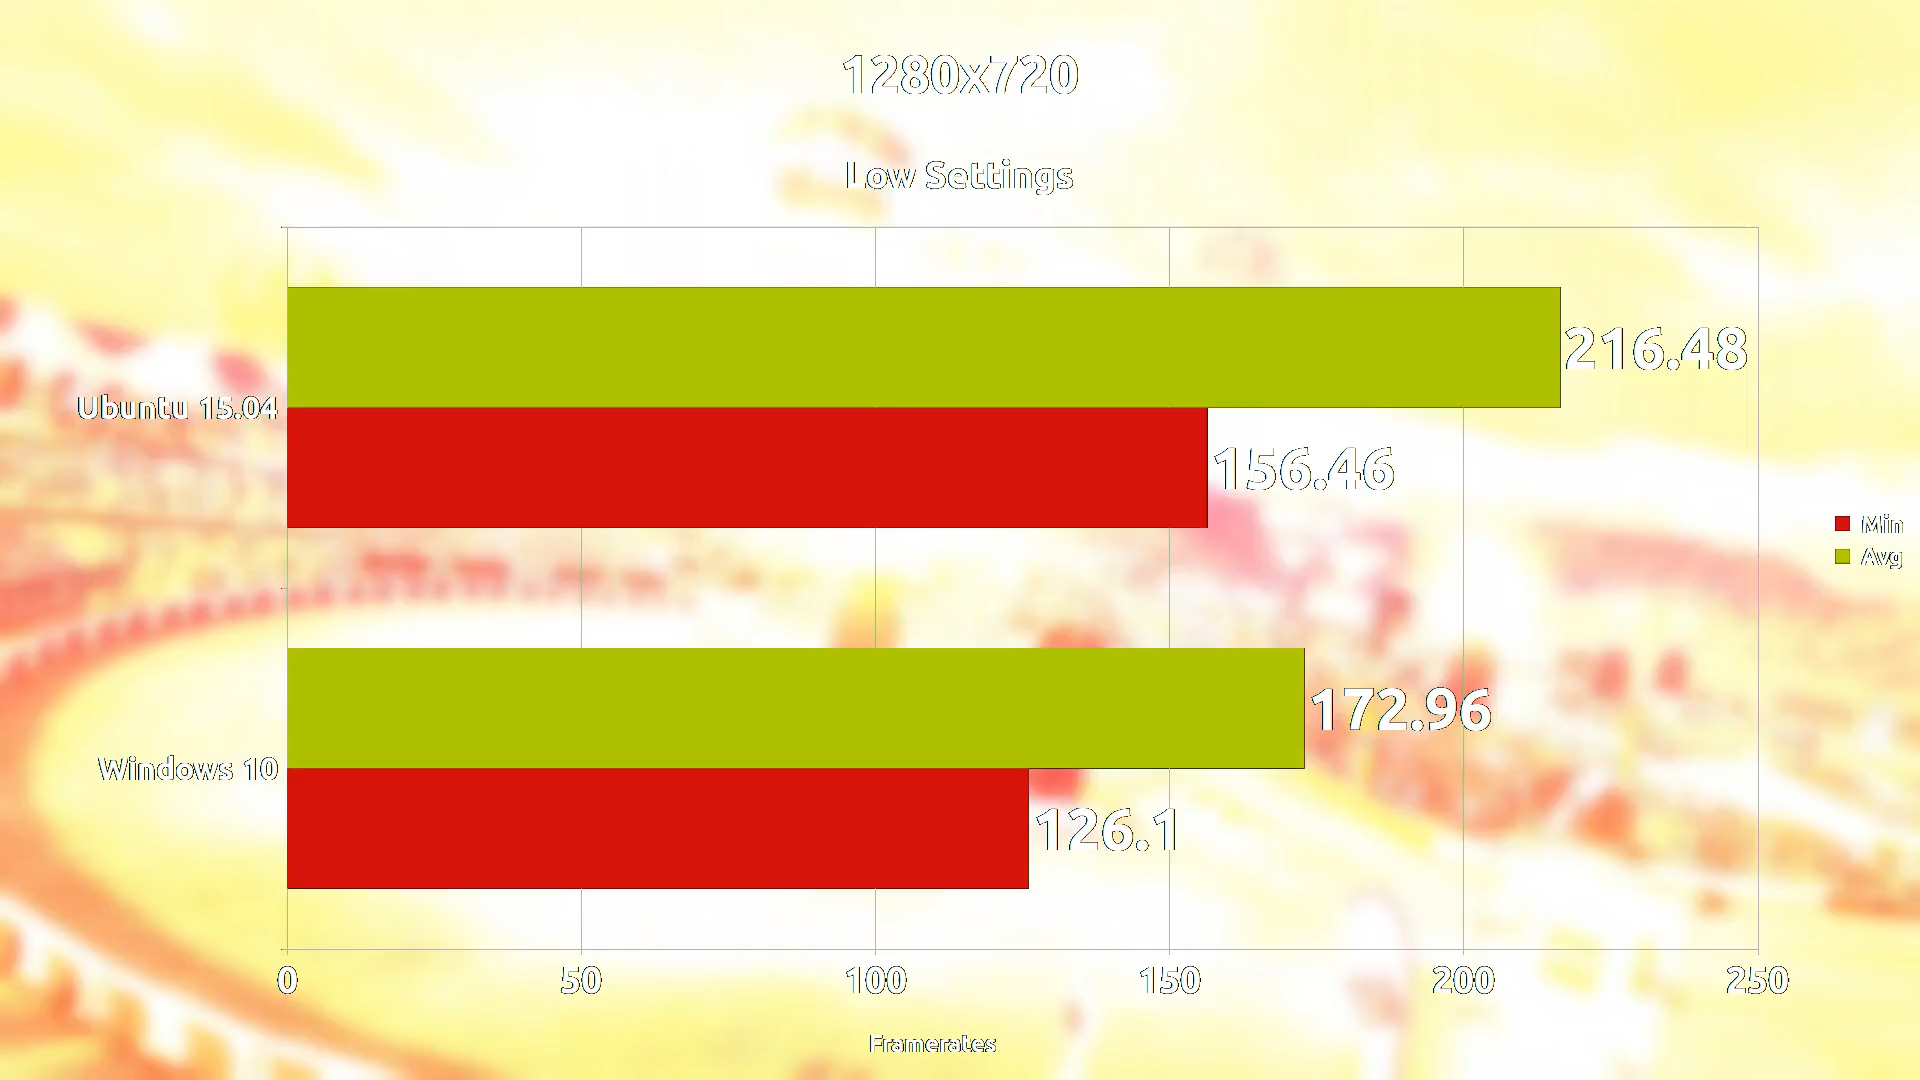 1280x720
Low Settings
216.48
Ubuntu 15.04
156.46
Min
Avg
172.96
Windows 10
126.1
0 50 100 150 200 250
Framerates